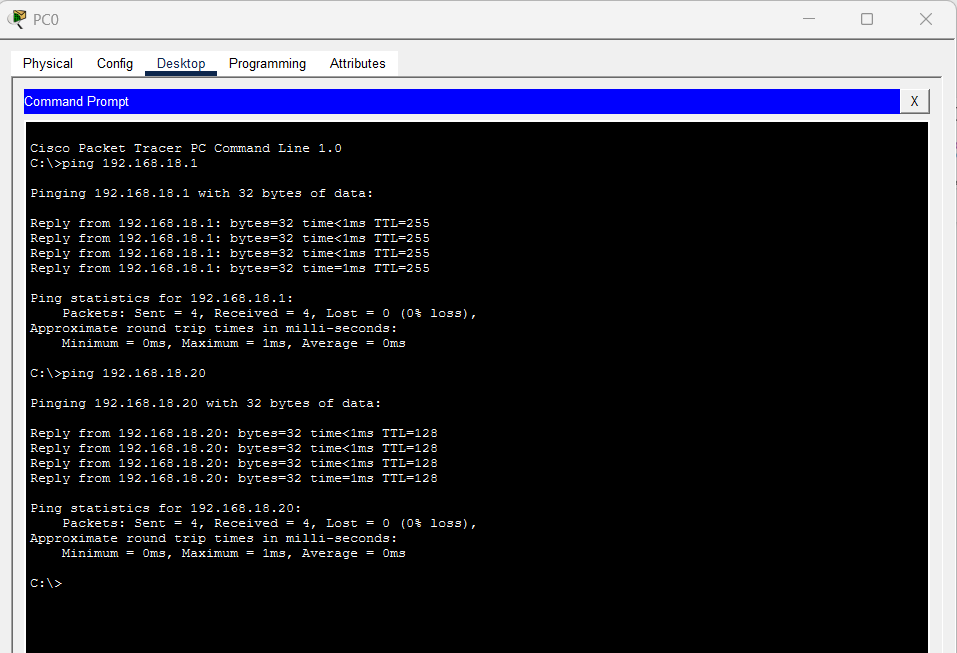 PC0
Physical Config Desktop Programming Attributes
Command Prompt X
Cisco Packet Tracer PC Command Line 1.0
C:\>ping 192.168.18.1
Pinging 192.168.18.1 with 32 bytes of data:
Reply from 192.168.18.1: bytes=32 time<1ms TTL=255
Reply from 192.168.18.1: bytes=32 time<1ms TTL=255
Reply from 192.168.18.1: bytes=32 time<1ms TTL=255
Reply from 192.168.18.1: bytes=32 time=1ms TTL=255
Ping statistics for 192.168.18.1:
    Packets: Sent = 4, Received = 4, Lost = 0 (0% loss),
Approximate round trip times in milli-seconds:
    Minimum = 0ms, Maximum = 1ms, Average = 0ms
C:\>ping 192.168.18.20
Pinging 192.168.18.20 with 32 bytes of data:
Reply from 192.168.18.20: bytes=32 time<1ms TTL=128
Reply from 192.168.18.20: bytes=32 time<1ms TTL=128
Reply from 192.168.18.20: bytes=32 time<1ms TTL=128
Reply from 192.168.18.20: bytes=32 time=1ms TTL=128
Ping statistics for 192.168.18.20:
    Packets: Sent = 4, Received = 4, Lost = 0 (0% loss),
Approximate round trip times in milli-seconds:
    Minimum = 0ms, Maximum = 1ms, Average = 0ms
C:\>